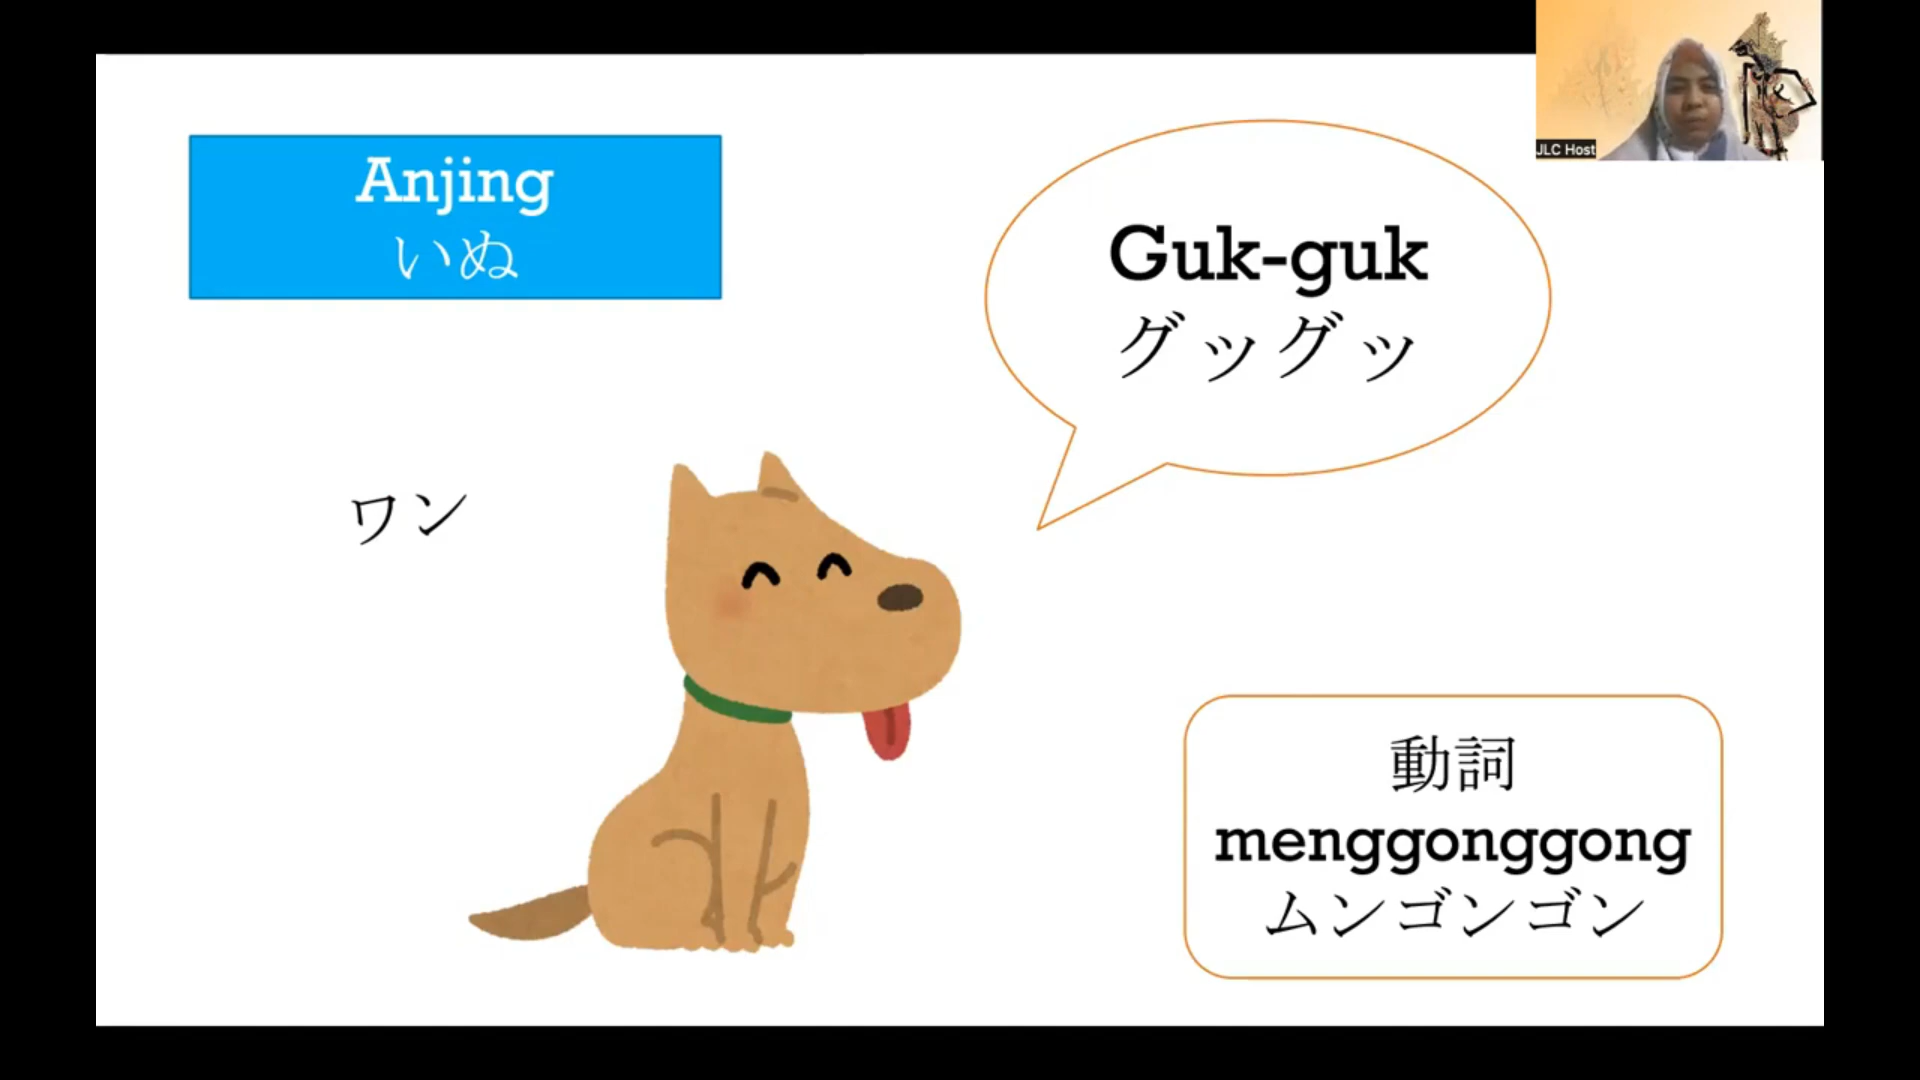 Anjing
いぬ
Guk-guk
グッグッ
ワン
動詞
menggonggong
ムンゴンゴン
JLC Host